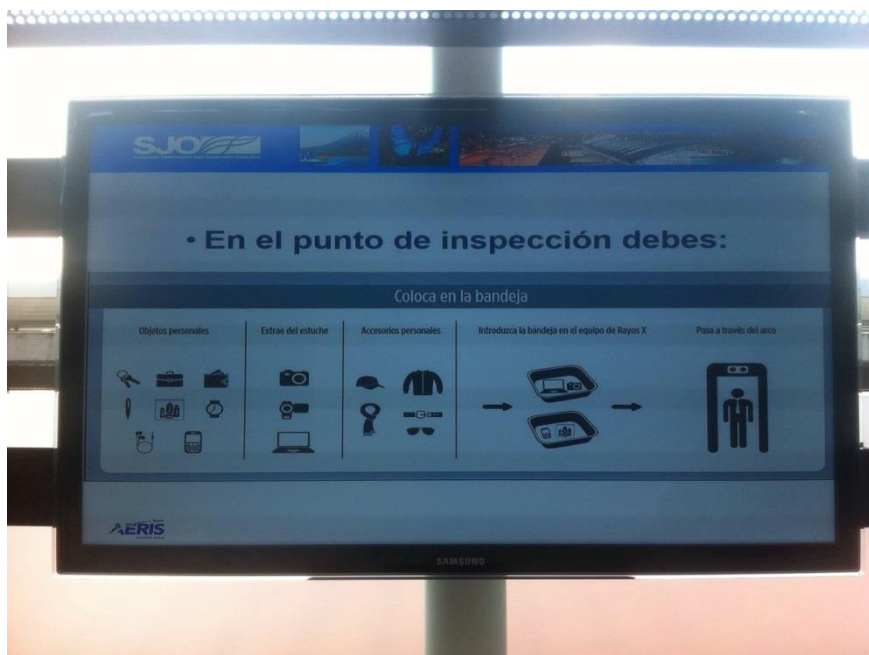 SJO
• En el punto de inspección debes:
Coloca en la bandeja
Objetos personales
Extrae del estuche
Accesorios personales
Introduzca la bandeja en el equipo de Rayos X
Pasa a través del arco
AERIS
SAMSUNG